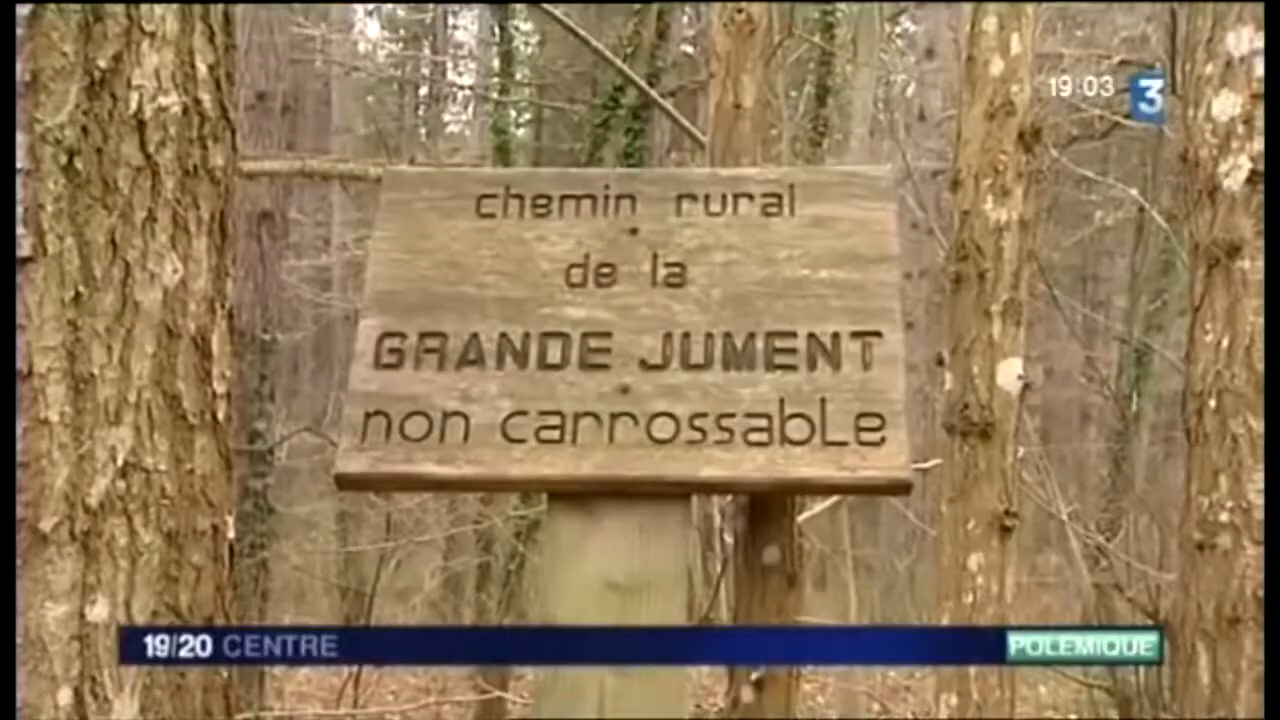 19:03 3
chemin rural
de la
GRANDE JUMENT
non carrossable
19/20 CENTRE
POLEMIQUE